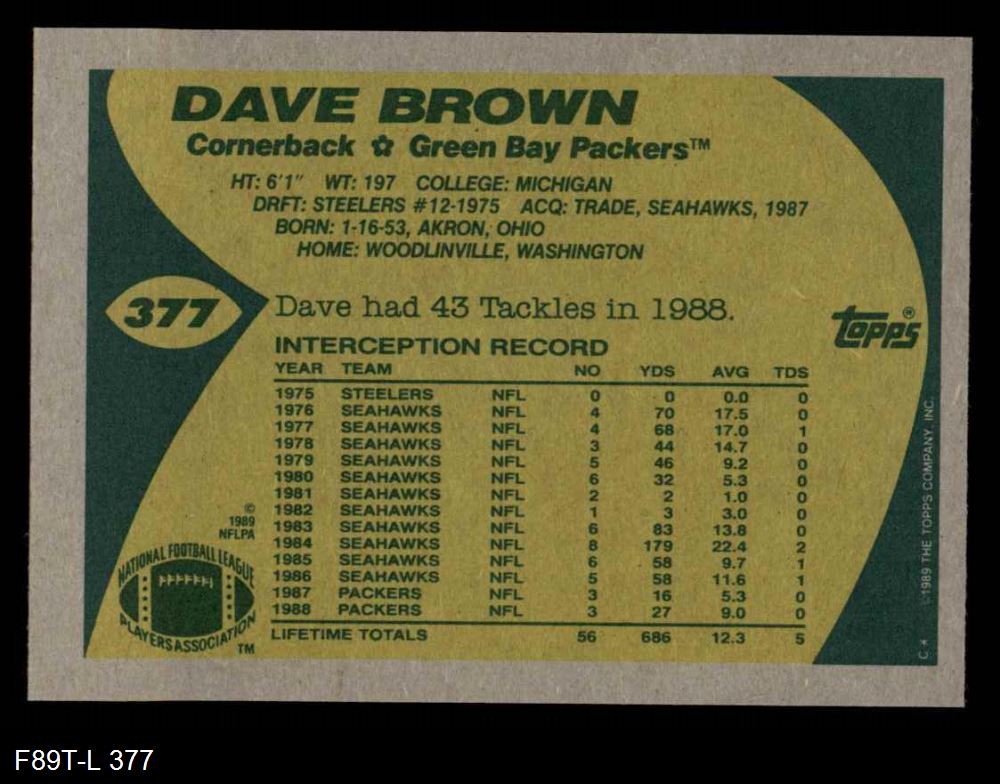 DAVE BROWN
Cornerback ✿ Green Bay Packers™
HT: 6'1" WT: 197 COLLEGE: MICHIGAN
DRFT: STEELERS #12-1975 ACQ: TRADE, SEAHAWKS, 1987
BORN: 1-16-53, AKRON, OHIO
HOME: WOODLINVILLE, WASHINGTON
377
Dave had 43 Tackles in 1988.
topps®
INTERCEPTION RECORD
YEAR TEAM NO YDS AVG TDS
1975 STEELERS NFL 0 0 0.0 0
1976 SEAHAWKS NFL 4 70 17.5 0
1977 SEAHAWKS NFL 4 68 17.0 1
1978 SEAHAWKS NFL 3 44 14.7 0
1979 SEAHAWKS NFL 5 46 9.2 0
1980 SEAHAWKS NFL 6 32 5.3 0
1981 SEAHAWKS NFL 2 2 1.0 0
1982 SEAHAWKS NFL 1 3 3.0 0
1983 SEAHAWKS NFL 6 83 13.8 0
1984 SEAHAWKS NFL 8 179 22.4 2
1985 SEAHAWKS NFL 6 58 9.7 1
1986 SEAHAWKS NFL 5 58 11.6 1
1987 PACKERS NFL 3 16 5.3 0
1988 PACKERS NFL 3 27 9.0 0
LIFETIME TOTALS 56 686 12.3 5
©
1989
NFLPA
NATIONAL FOOTBALL LEAGUE
PLAYERS ASSOCIATION TM
©1989 THE TOPPS COMPANY, INC.
C *
F89T-L 377